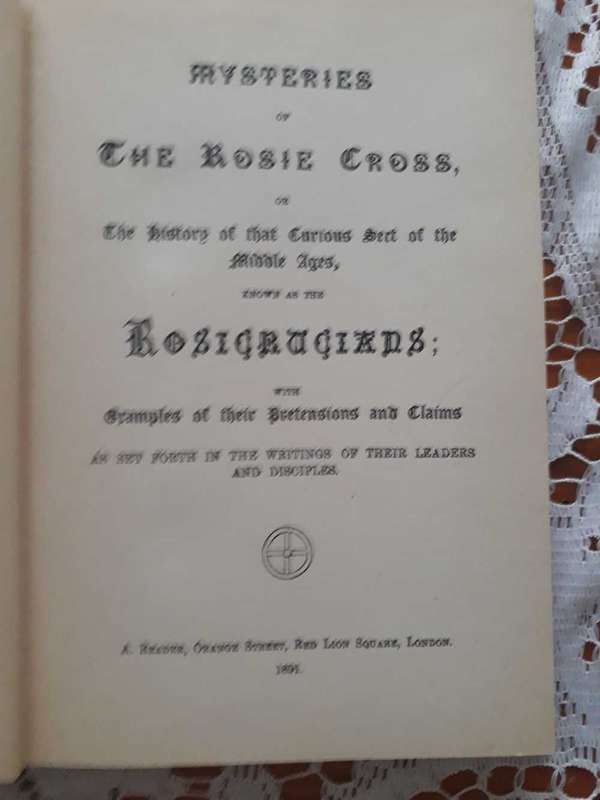 MYSTERIES
OF
THE ROSIE CROSS,
OR
The History of that Curious Sect of the
Middle Ages,
KNOWN AS THE
ROSICRUCIANS;
WITH
Examples of their Pretensions and Claims
AS SET FORTH IN THE WRITINGS OF THEIR LEADERS
AND DISCIPLES.
A. READER, ORANGE STREET, RED LION SQUARE, LONDON.
1891.